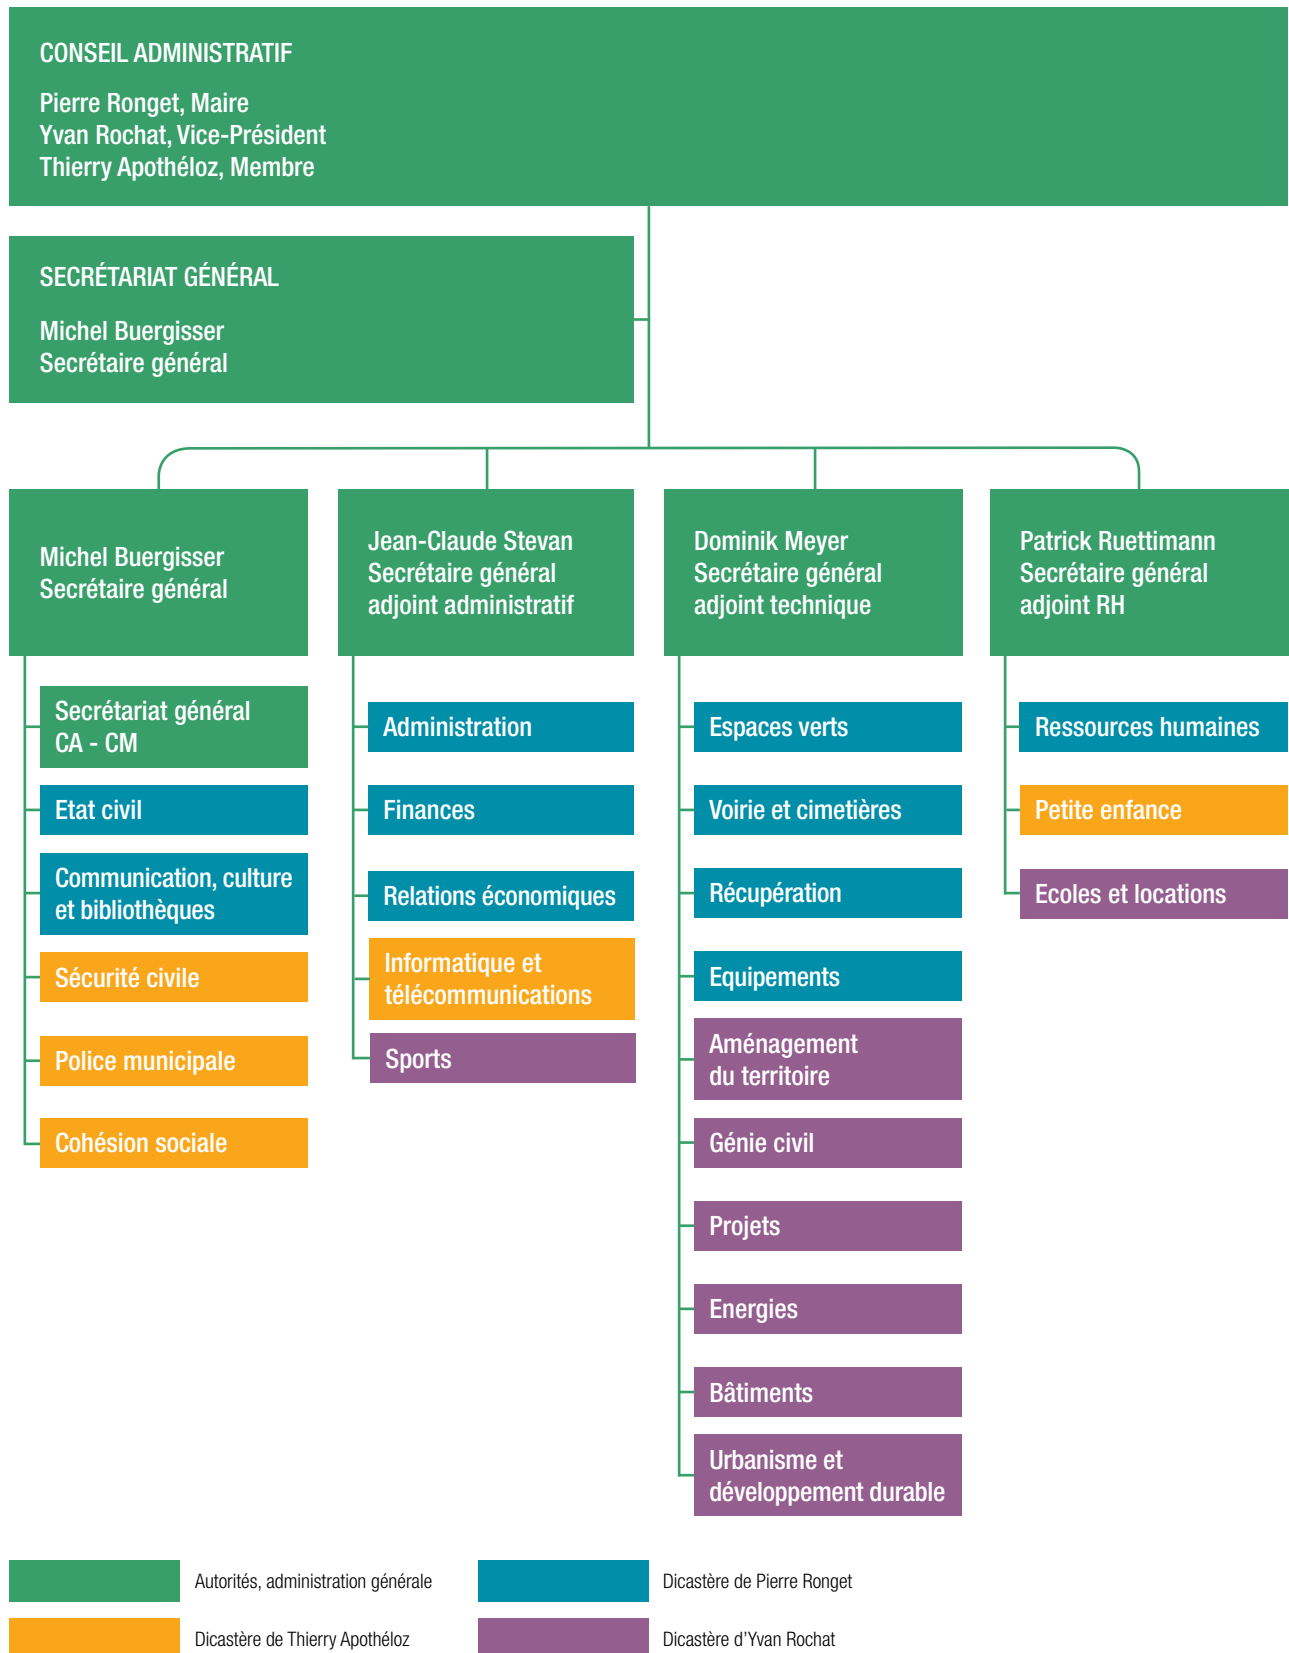 CONSEIL ADMINISTRATIF
Pierre Ronget, Maire
Yvan Rochat, Vice-Président
Thierry Apothéloz, Membre
SECRÉTARIAT GÉNÉRAL
Michel Buergisser
Secrétaire général
Michel Buergisser
Secrétaire général
Secrétariat général
CA - CM
Etat civil
Communication, culture
et bibliothèques
Sécurité civile
Police municipale
Cohésion sociale
Jean-Claude Stevan
Secrétaire général
adjoint administratif
Administration
Finances
Relations économiques
Informatique et
télécommunications
Sports
Dominik Meyer
Secrétaire général
adjoint technique
Espaces verts
Voirie et cimetières
Récupération
Equipements
Aménagement
du territoire
Génie civil
Projets
Energies
Bâtiments
Urbanisme et
développement durable
Patrick Ruettimann
Secrétaire général
adjoint RH
Ressources humaines
Petite enfance
Ecoles et locations
Autorités, administration générale
Dicastère de Pierre Ronget
Dicastère de Thierry Apothéloz
Dicastère d'Yvan Rochat